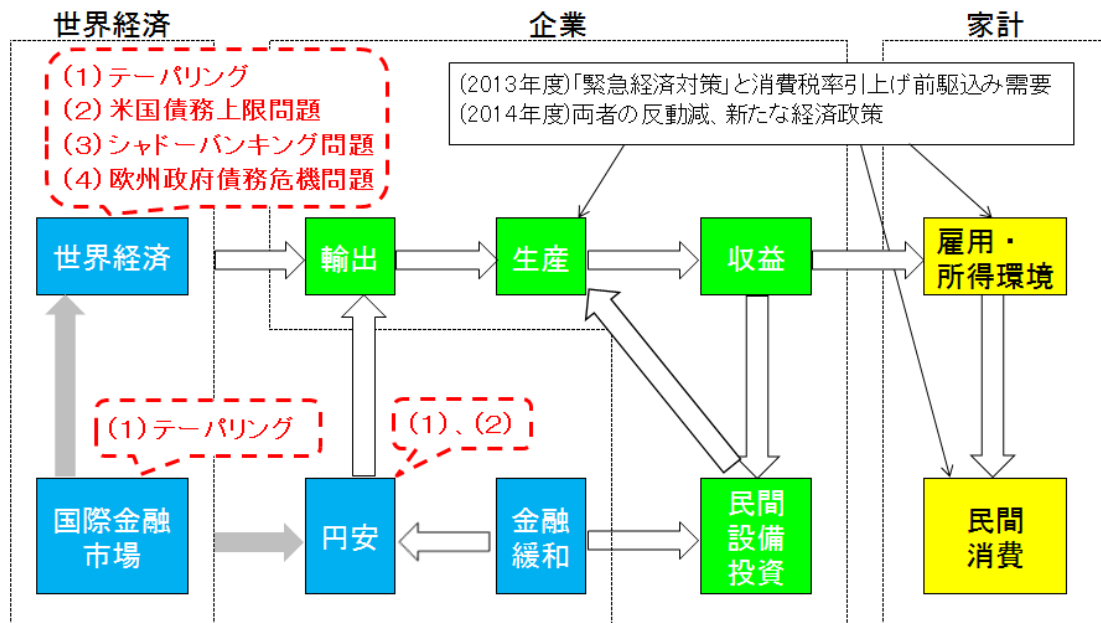 世界経済
企業
家計
(1)テーパリング
(2)米国債務上限問題
(3)シャドーバンキング問題
(4)欧州政府債務危機問題
(2013年度)「緊急経済対策」と消費税率引上げ前駆込み需要
(2014年度)両者の反動減、新たな経済政策
世界経済
輸出
生産
収益
雇用・
所得環境
(1)テーパリング
(1)、(2)
国際金融
市場
円安
金融
緩和
民間
設備
投資
民間
消費